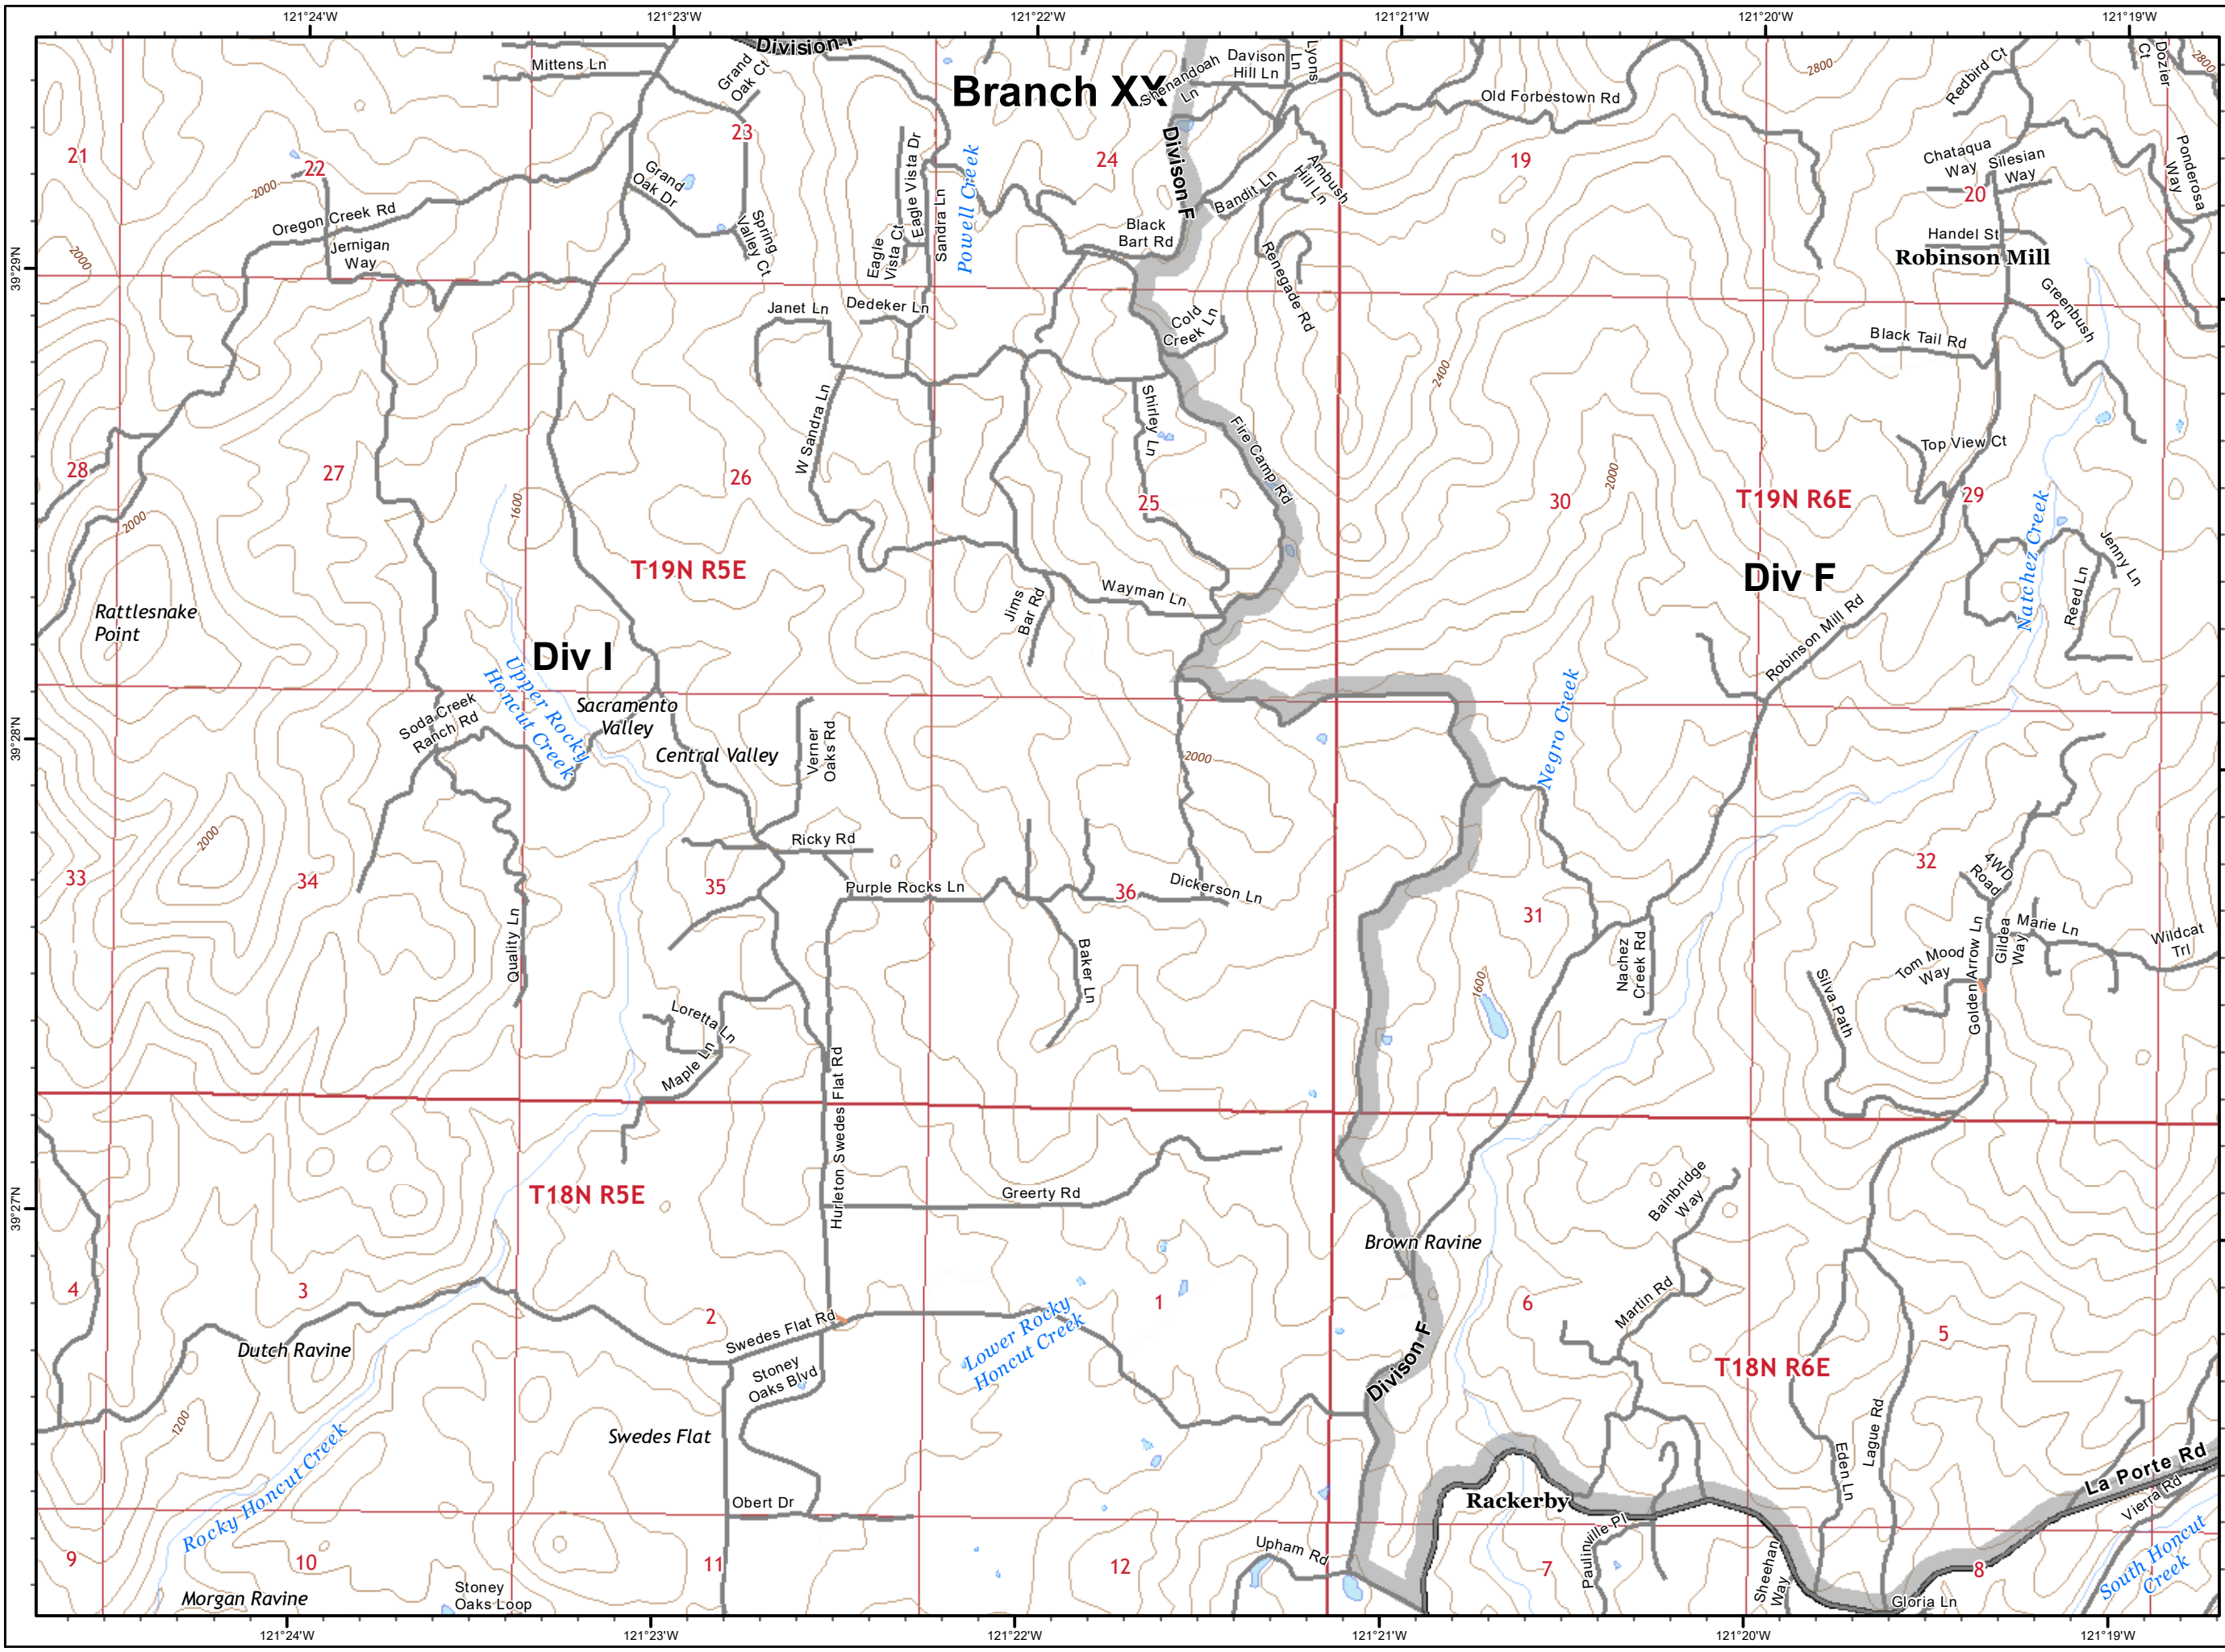 121°24'W
121°23'W
121°22'W
121°21'W
121°20'W
121°19'W
Division
Mittens Ln
Grand
Oak Ct
Branch XX
Shenandoah
Ln
Davison
Hill Ln
Ln
Lyons
Old Forbestown Rd
2800
Redbird Ct
Ct
Dozier
2800
21
22
23
24
19
20
2000
Oregon Creek Rd
Jernigan
Way
2000
Grand
Oak Dr
Spring
Valley Ct
Eagle Vista Dr
Eagle
Vista Ct
Sandra Ln
Powell Creek
Divison F
Black
Bart Rd
Bandit Ln
Ambush
Hill Ln
Renegade Rd
Chataqua
Way
Silesian
Way
Ponderosa
Way
Handel St
Robinson Mill
39°29'N
Greenbush
Rd
Janet Ln
Dedeker Ln
Cold
Creek Ln
Black Tail Rd
2400
W Sandra Ln
Shirley Ln
Fire Camp Rd
Top View Ct
28
27
26
25
30
29
2000
1600
2000
T19N R5E
T19N R6E
Div F
Natchez Creek
Jenny Ln
Reed Ln
Rattlesnake
Point
Jims
Bar Rd
Wayman Ln
Robinson Mill Rd
Div I
Upper Rocky
Honcut Creek
Sacramento
Valley
Soda Creek
Ranch Rd
Central Valley
Verner
Oaks Rd
39°28'N
2000
Negro Creek
2000
Ricky Rd
33
34
35
36
31
32
Purple Rocks Ln
Dickerson Ln
4WD
Road
Quality Ln
Baker Ln
Nachez
Creek Rd
1600
Silva Path
Tom Mood
Way
Golden Arrow Ln
Gildea
Way
Marie Ln
Wildcat
Trl
Loretta Ln
Maple Ln
Hurleton Swedes Flat Rd
T18N R5E
39°27'N
Greerty Rd
Bainbridge
Way
Brown Ravine
4
3
2
1
6
5
Martin Rd
Swedes Flat Rd
Lower Rocky
Honcut Creek
Dutch Ravine
Stoney
Oaks Blvd
Divison F
T18N R6E
1200
Swedes Flat
Rocky Honcut Creek
Lague Rd
Eden Ln
La Porte Rd
Vierra Rd
Obert Dr
Rackerby
Paulinville Pl
Upham Rd
Sheehan
Way
9
10
11
12
7
8
South Honcut
Creek
Morgan Ravine
Stoney
Oaks Loop
Gloria Ln
121°24'W
121°23'W
121°22'W
121°21'W
121°20'W
121°19'W